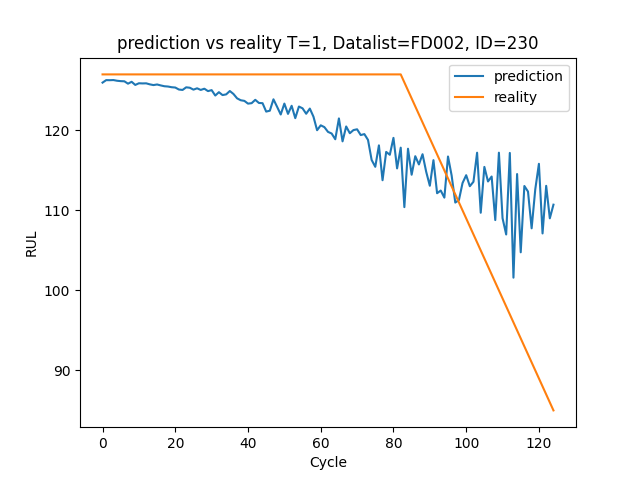 prediction vs reality T=1, Datalist=FD002, ID=230
prediction
reality
RUL
120
110
100
90
0 20 40 60 80 100 120
Cycle